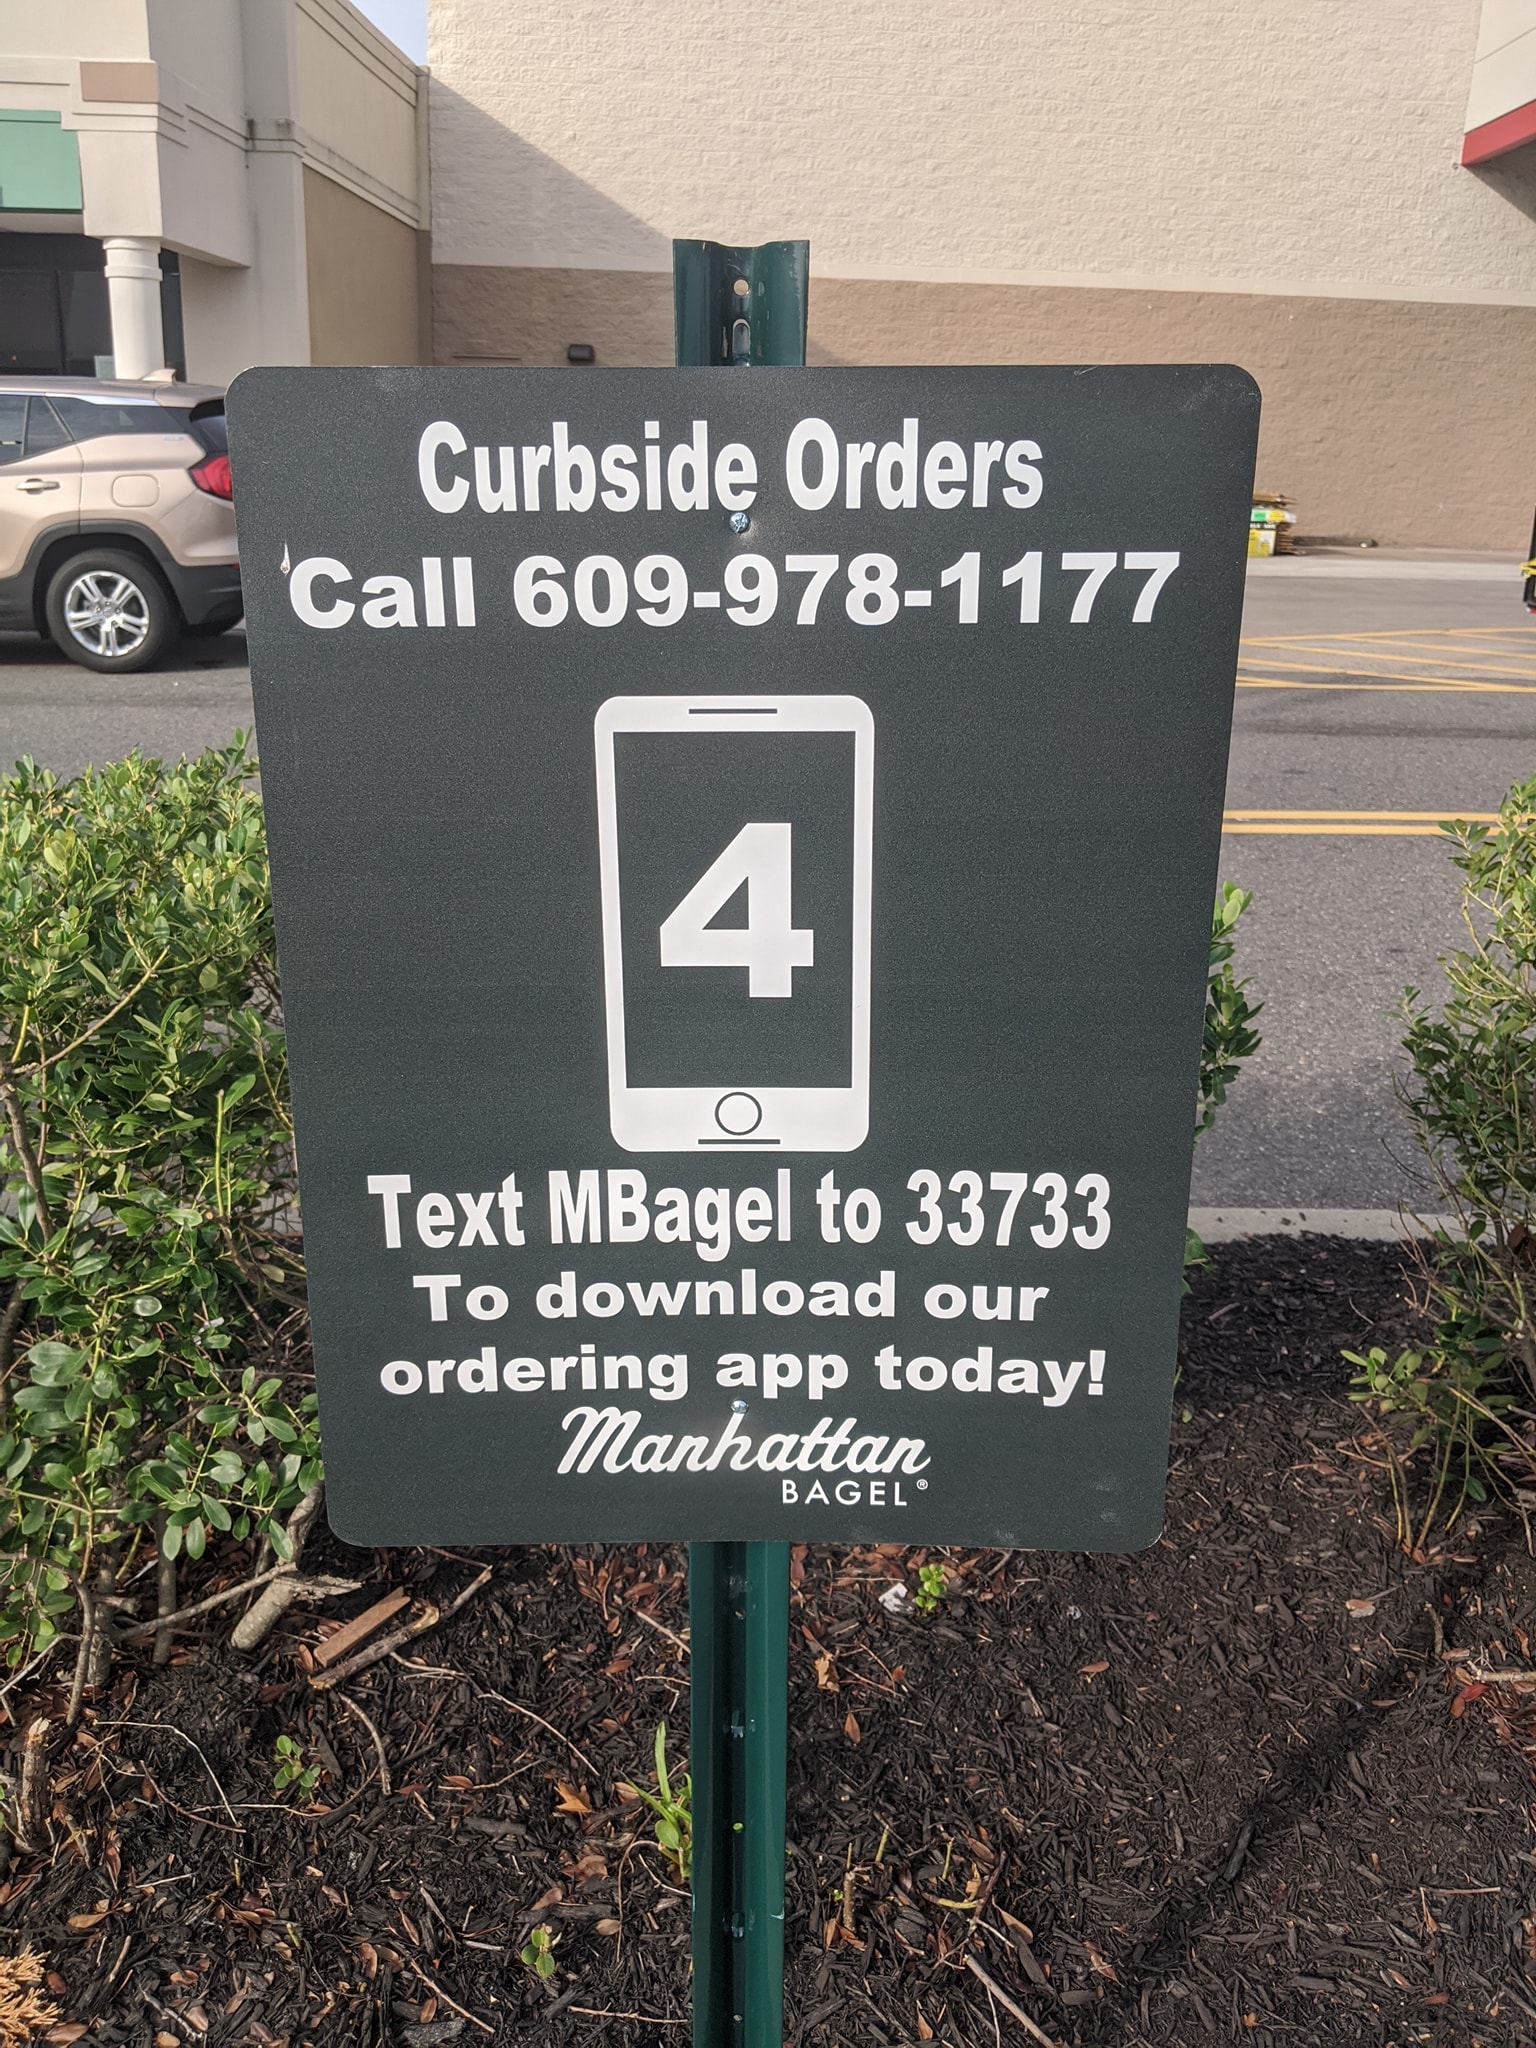 Curbside Orders
Call 609-978-1177
4
Text MBagel to 33733
To download our
ordering app today!
Manhattan
BAGEL®